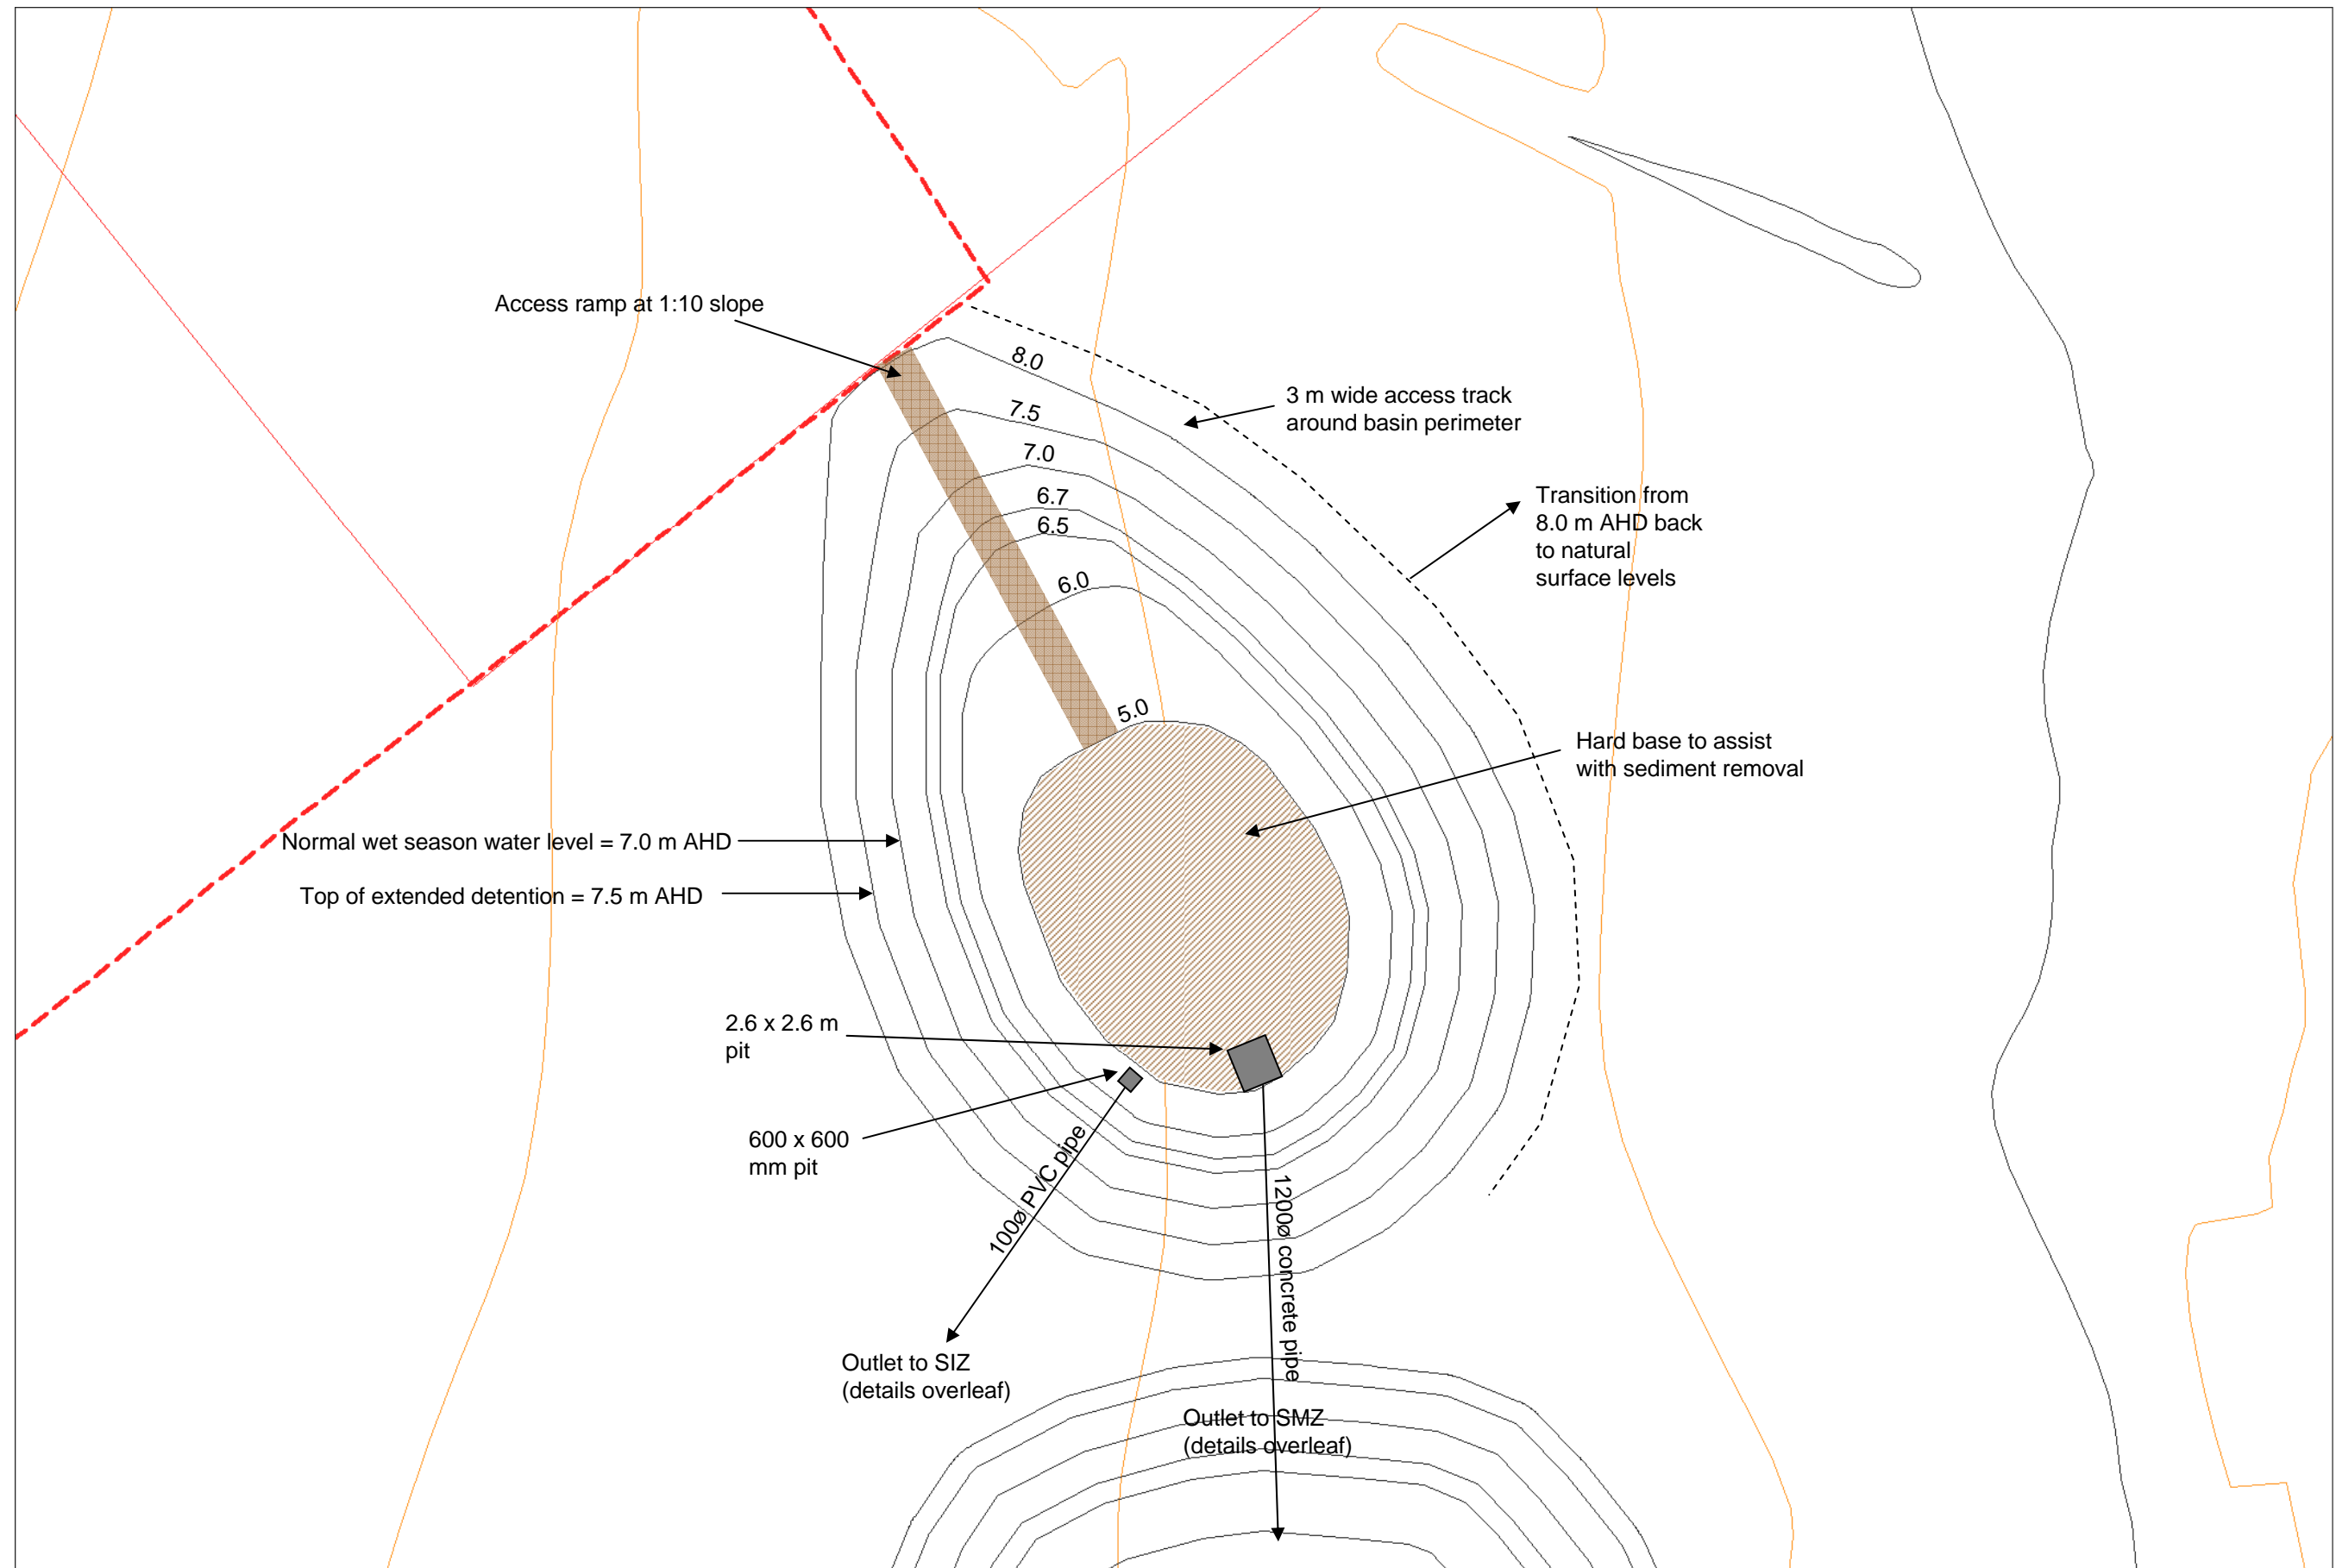 Access ramp at 1:10 slope
8.0
3 m wide access track
around basin perimeter
7.5
7.0
6.7
6.5
Transition from
8.0 m AHD back
to natural
surface levels
6.0
5.0
Hard base to assist
with sediment removal
Normal wet season water level = 7.0 m AHD
Top of extended detention = 7.5 m AHD
2.6 x 2.6 m
pit
600 x 600
mm pit
100ø PVC pipe
1200ø concrete pipe
Outlet to SIZ
(details overleaf)
Outlet to SMZ
(details overleaf)